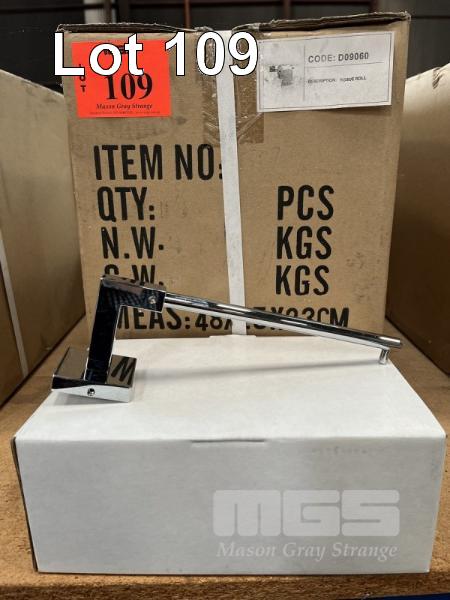 Lot 109
109
Mason Gray Strange
CODE: D09060
ITEM NO:
QTY: PCS
N.W. KGS
G.W. KGS
MEAS:
CM
MGS
Mason Gray Strange